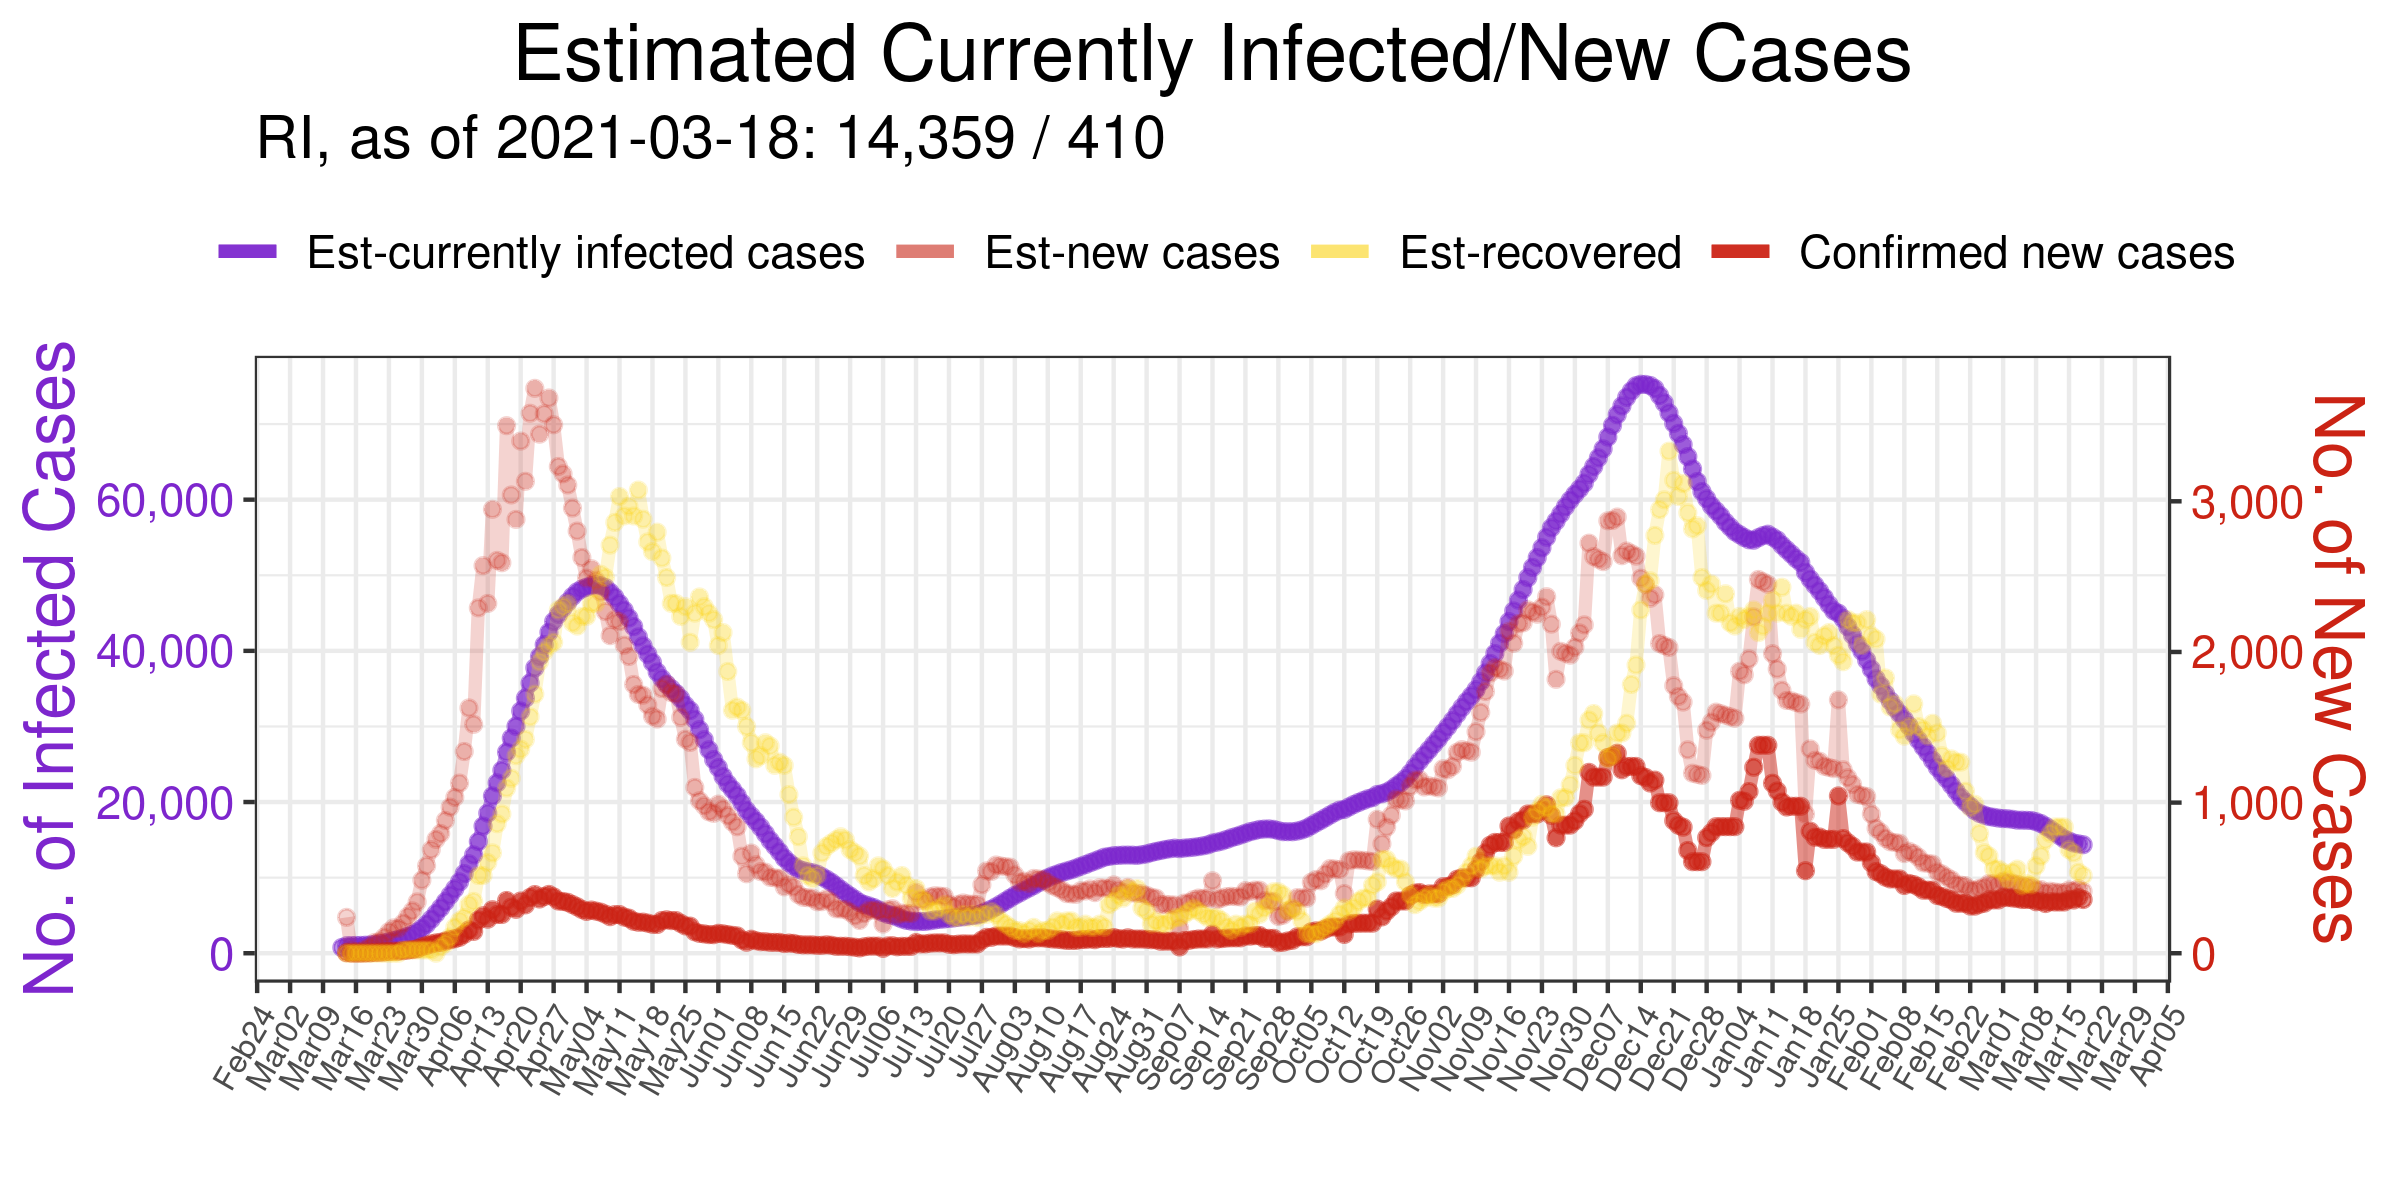 Estimated Currently Infected/New Cases
RI, as of 2021-03-18: 14,359 / 410
Est-currently infected cases Est-new cases Est-recovered Confirmed new cases
No. of Infected Cases
60,000
40,000
20,000
0
3,000
2,000
1,000
0
No. of New Cases
Feb24 Mar02 Mar09 Mar16 Mar23 Mar30 Apr06 Apr13 Apr20 Apr27 May04 May11 May18 May25 Jun01 Jun08 Jun15 Jun22 Jun29 Jul06 Jul13 Jul20 Jul27 Aug03 Aug10 Aug17 Aug24 Aug31 Sep07 Sep14 Sep21 Sep28 Oct05 Oct12 Oct19 Oct26 Nov02 Nov09 Nov16 Nov23 Nov30 Dec07 Dec14 Dec21 Dec28 Jan04 Jan11 Jan18 Jan25 Feb01 Feb08 Feb15 Feb22 Mar01 Mar08 Mar15 Mar22 Mar29 Apr05